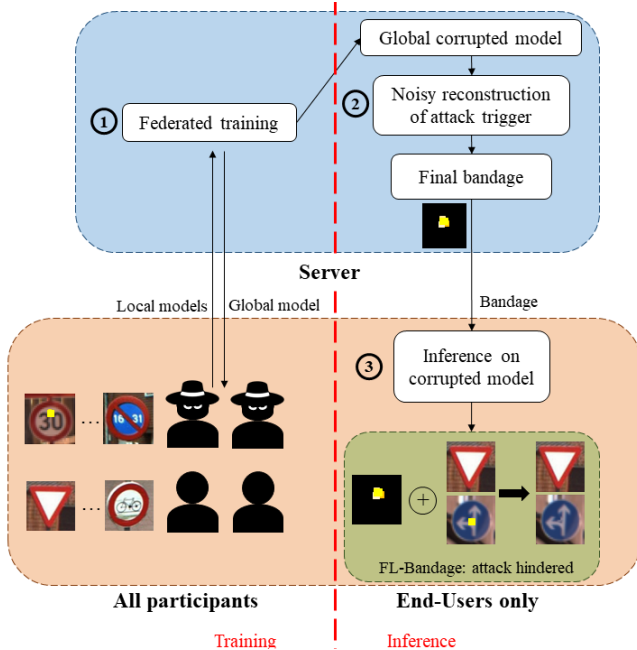 Global corrupted model
1
Federated training
2
Noisy reconstruction
of attack trigger
Final bandage
Server
Local models
Global model
Bandage
3
Inference on
corrupted model
30
16 31
...
...
+
FL-Bandage: attack hindered
All participants
End-Users only
Training
Inference